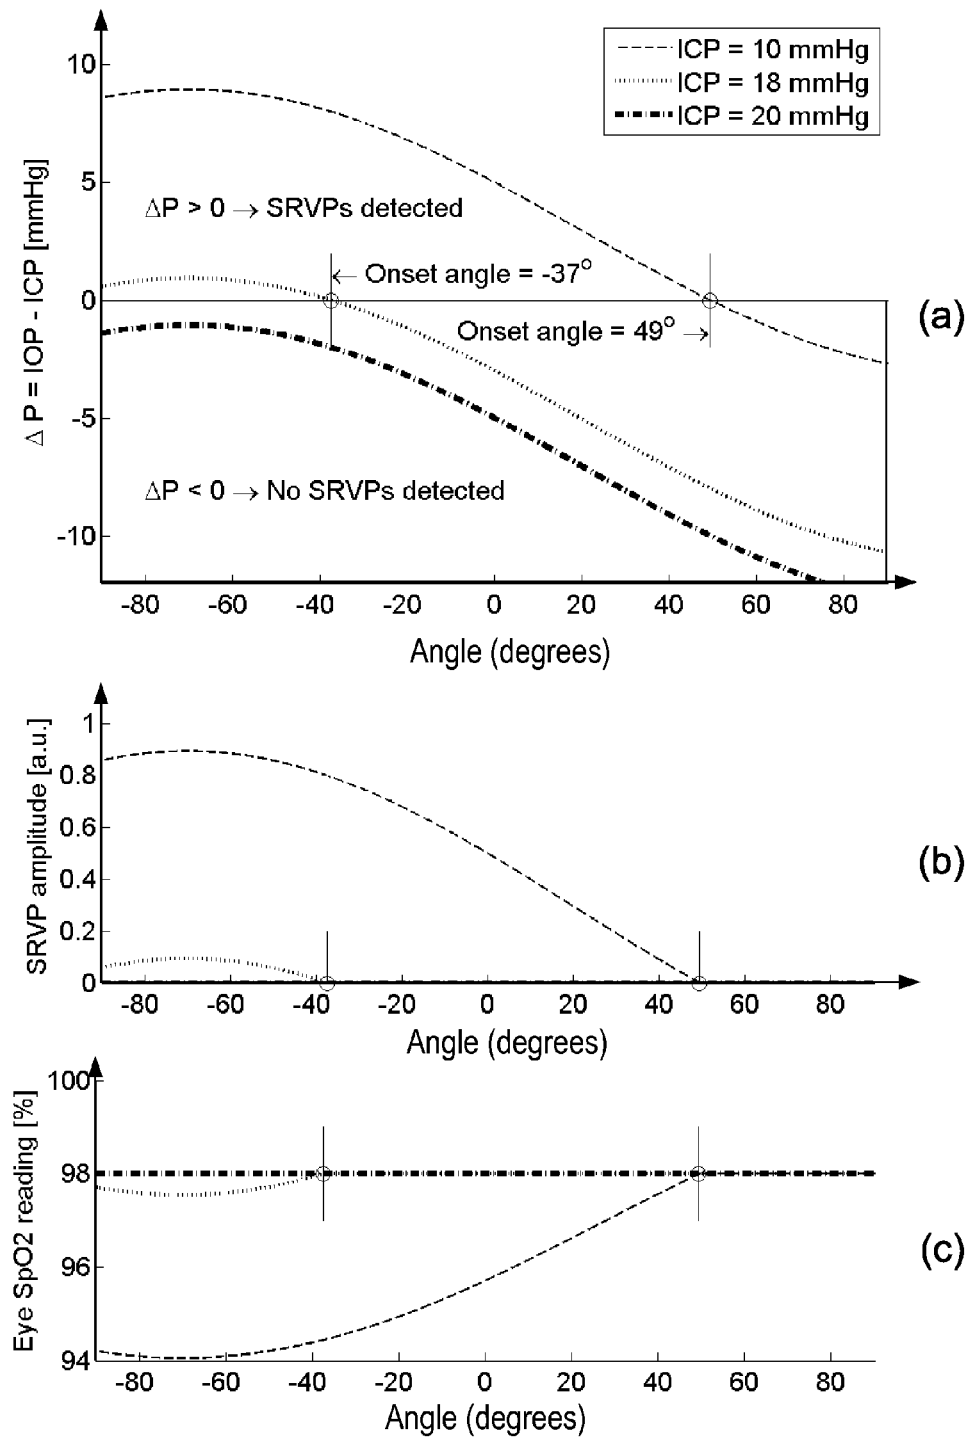 ICP = 10 mmHg
ICP = 18 mmHg
ICP = 20 mmHg
Δ P = IOP - ICP [mmHg]
10
5
0
-5
-10
ΔP > 0 → SRVPs detected
← Onset angle = -37°
Onset angle = 49° →
ΔP < 0 → No SRVPs detected
(a)
-80 -60 -40 -20 0 20 40 60 80
Angle (degrees)
SRVP amplitude [a.u.]
1
0.8
0.6
0.4
0.2
0
(b)
-80 -60 -40 -20 0 20 40 60 80
Angle (degrees)
Eye SpO2 reading [%]
100
98
96
94
(c)
-80 -60 -40 -20 0 20 40 60 80
Angle (degrees)